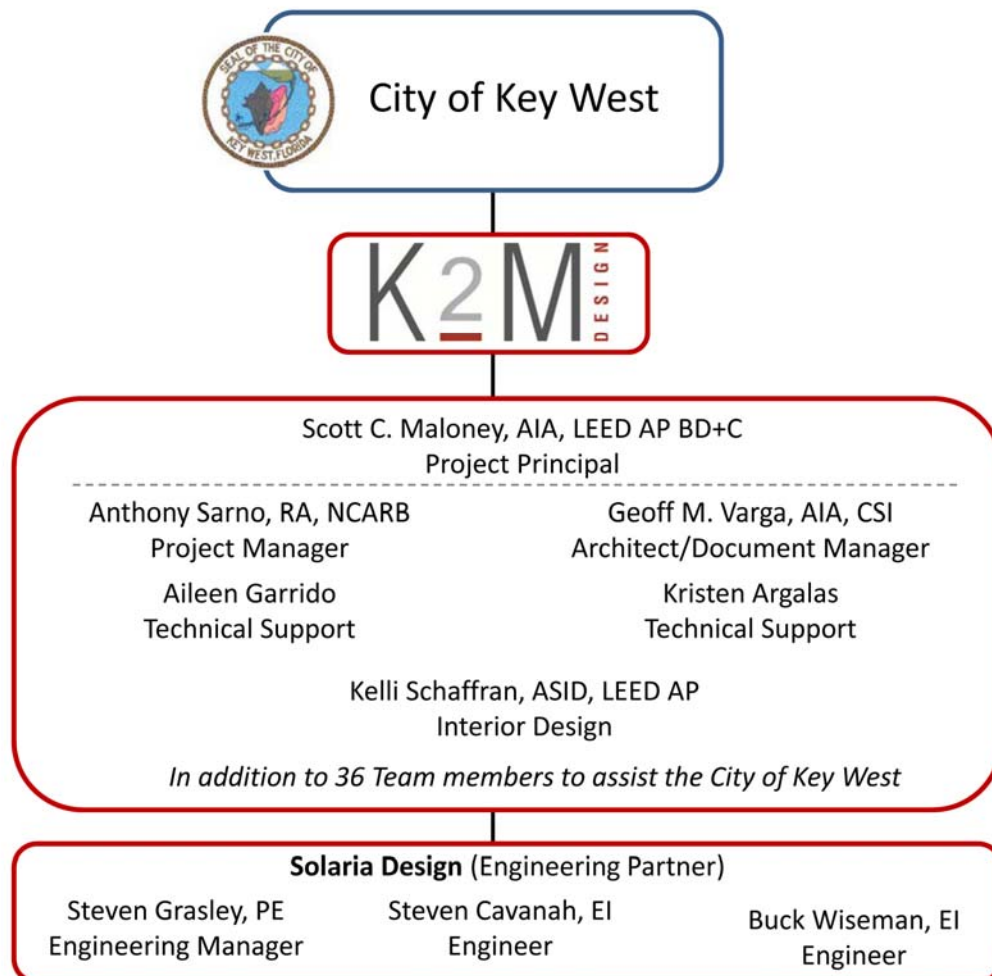 SEAL OF THE CITY OF
KEY WEST, FLORIDA
City of Key West
K2M
DESIGN
Scott C. Maloney, AIA, LEED AP BD+C
Project Principal
Anthony Sarno, RA, NCARB
Project Manager
Geoff M. Varga, AIA, CSI
Architect/Document Manager
Aileen Garrido
Technical Support
Kristen Argalas
Technical Support
Kelli Schaffran, ASID, LEED AP
Interior Design
In addition to 36 Team members to assist the City of Key West
Solaria Design (Engineering Partner)
Steven Grasley, PE
Engineering Manager
Steven Cavanah, EI
Engineer
Buck Wiseman, EI
Engineer